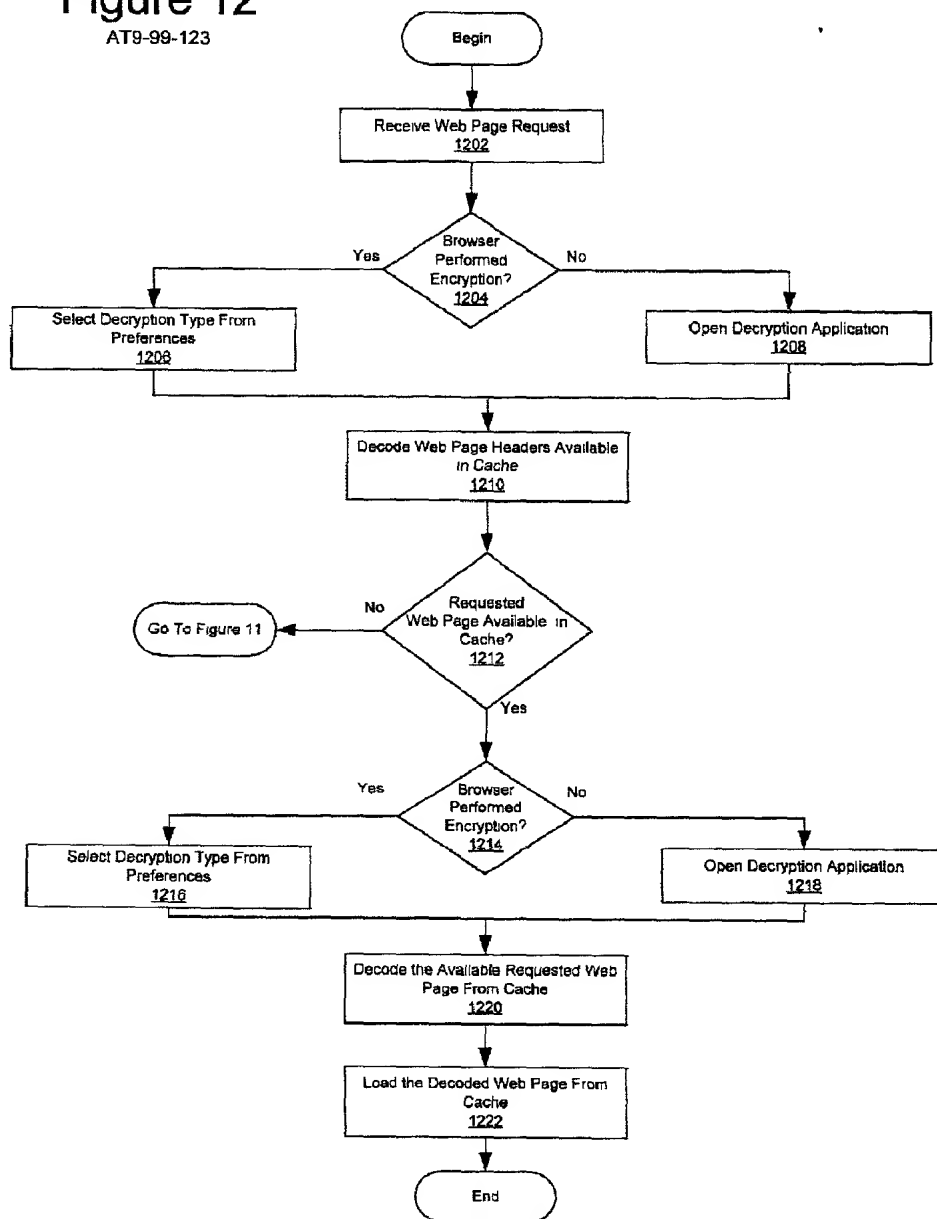 Figure 12
AT9-99-123
Begin
Receive Web Page Request
1202
Browser
Performed
Encryption?
1204
Yes
No
Select Decryption Type From
Preferences
1206
Open Decryption Application
1208
Decode Web Page Headers Available
in Cache
1210
Requested
Web Page Available in
Cache?
1212
No
Go To Figure 11
Yes
Browser
Performed
Encryption?
1214
Yes
No
Select Decryption Type From
Preferences
1216
Open Decryption Application
1218
Decode the Available Requested Web
Page From Cache
1220
Load the Decoded Web Page From
Cache
1222
End